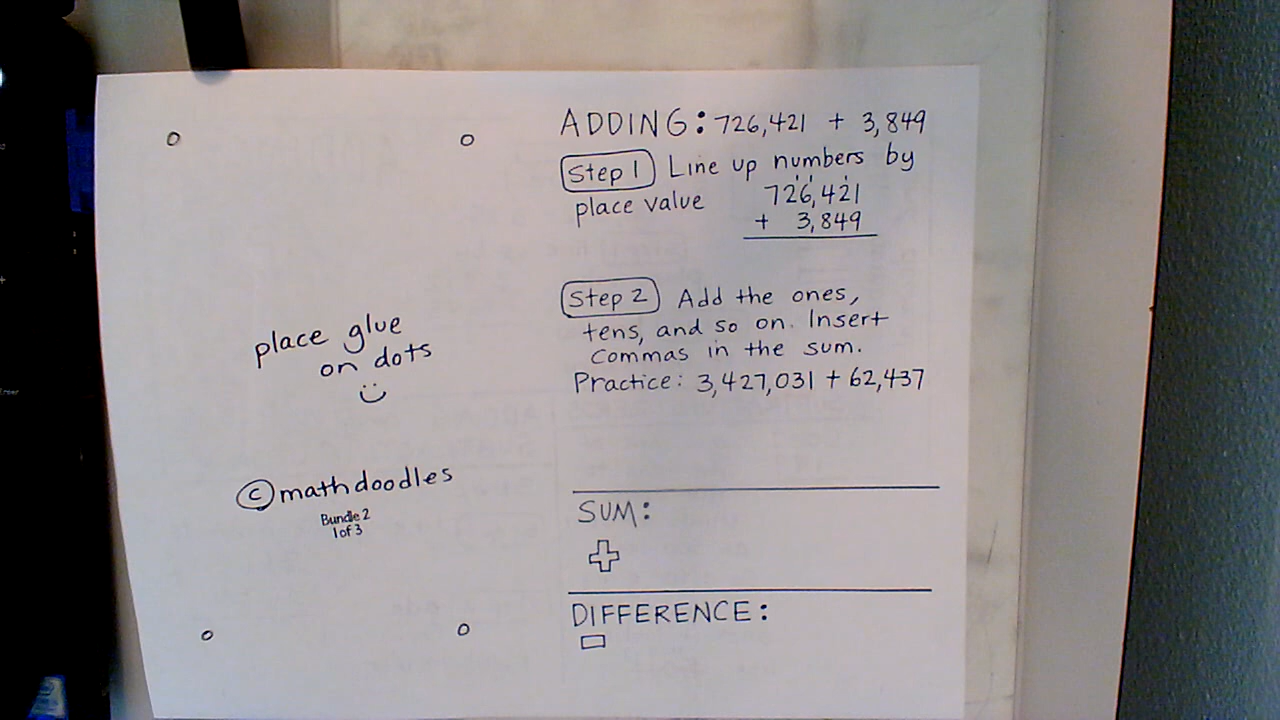 ADDING: 726,421 + 3,849
Step 1 Line up numbers by
place value 726,421
+ 3,849
Step 2 Add the ones,
tens, and so on. Insert
commas in the sum.
Practice: 3,427,031 + 62,437
SUM:
+
DIFFERENCE:
place glue
on dots
© mathdoodles
Bundle 2
1 of 3